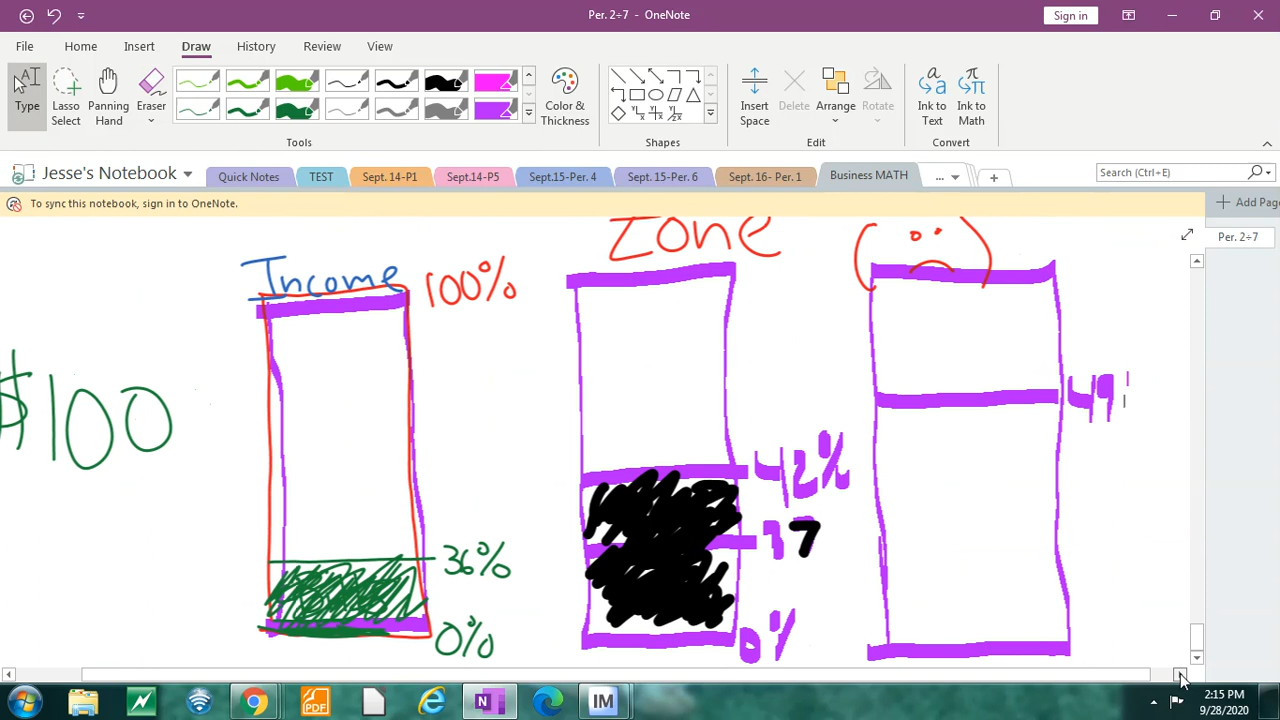 Per. 2÷7 - OneNote
Sign in
File Home Insert Draw History Review View
Type
Lasso Select
Panning Hand
Eraser
Color & Thickness
Insert Space
Delete
Arrange
Rotate
Ink to Text
Ink to Math
Tools
Shapes
Edit
Convert
Jesse's Notebook
Quick Notes
TEST
Sept. 14-P1
Sept.14-P5
Sept.15-Per. 4
Sept. 15-Per. 6
Sept. 16- Per. 1
Business MATH
...
Search (Ctrl+E)
To sync this notebook, sign in to OneNote.
Add Page
Per. 2÷7
Zone
Income
100%
$100
49
42%
37
36%
0%
0%
2:15 PM
9/28/2020
PDF
IM